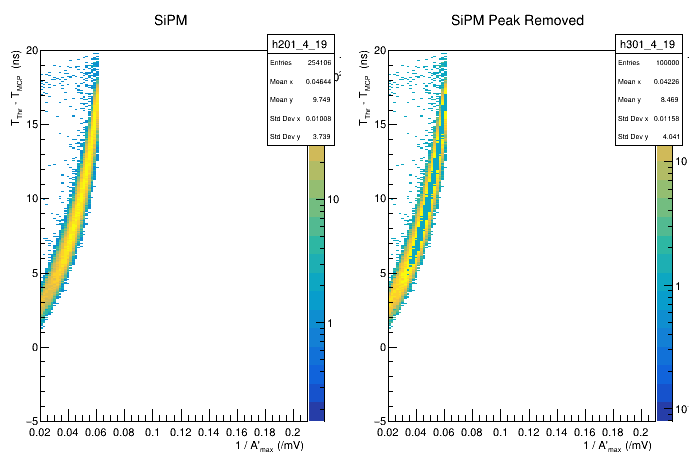 SiPM
h201_4_19
Entries 254106
Mean x 0.04644
Mean y 9.749
Std Dev x 0.01008
Std Dev y 3.739
T_Thr - T_MCP (ns)
20
15
10
5
0
−5
0.02 0.04 0.06 0.08 0.1 0.12 0.14 0.16 0.18 0.2
1 / A'_max (/mV)
10
1
SiPM Peak Removed
h301_4_19
Entries 100000
Mean x 0.04226
Mean y 8.469
Std Dev x 0.01158
Std Dev y 4.041
T_Thr - T_MCP (ns)
20
15
10
5
0
−5
0.02 0.04 0.06 0.08 0.1 0.12 0.14 0.16 0.18 0.2
1 / A'_max (/mV)
10
1